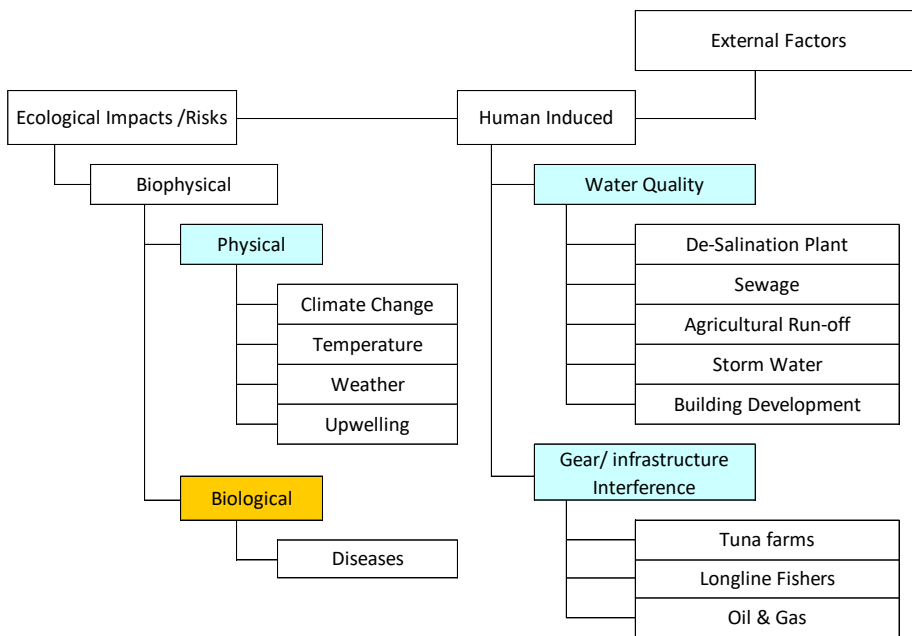 External Factors
Ecological Impacts /Risks
Human Induced
Biophysical
Water Quality
Physical
De-Salination Plant
Sewage
Climate Change
Agricultural Run-off
Temperature
Storm Water
Weather
Building Development
Upwelling
Gear/ infrastructure
Interference
Biological
Tuna farms
Diseases
Longline Fishers
Oil & Gas